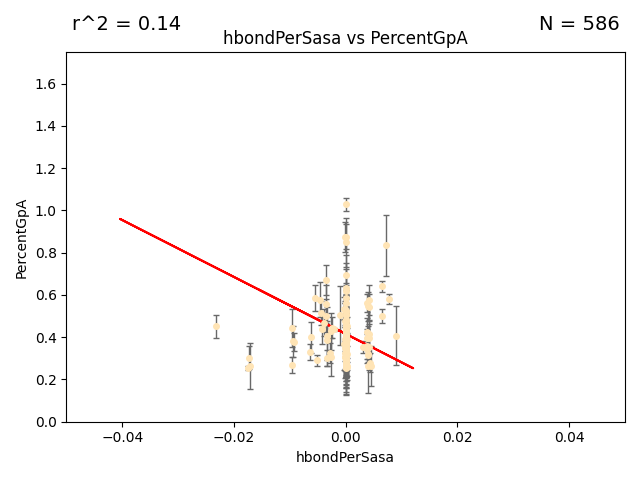 r^2 = 0.14
N = 586
hbondPerSasa vs PercentGpA
1.6
1.4
1.2
1.0
0.8
0.6
0.4
0.2
0.0
PercentGpA
−0.04
−0.02
0.00
0.02
0.04
hbondPerSasa